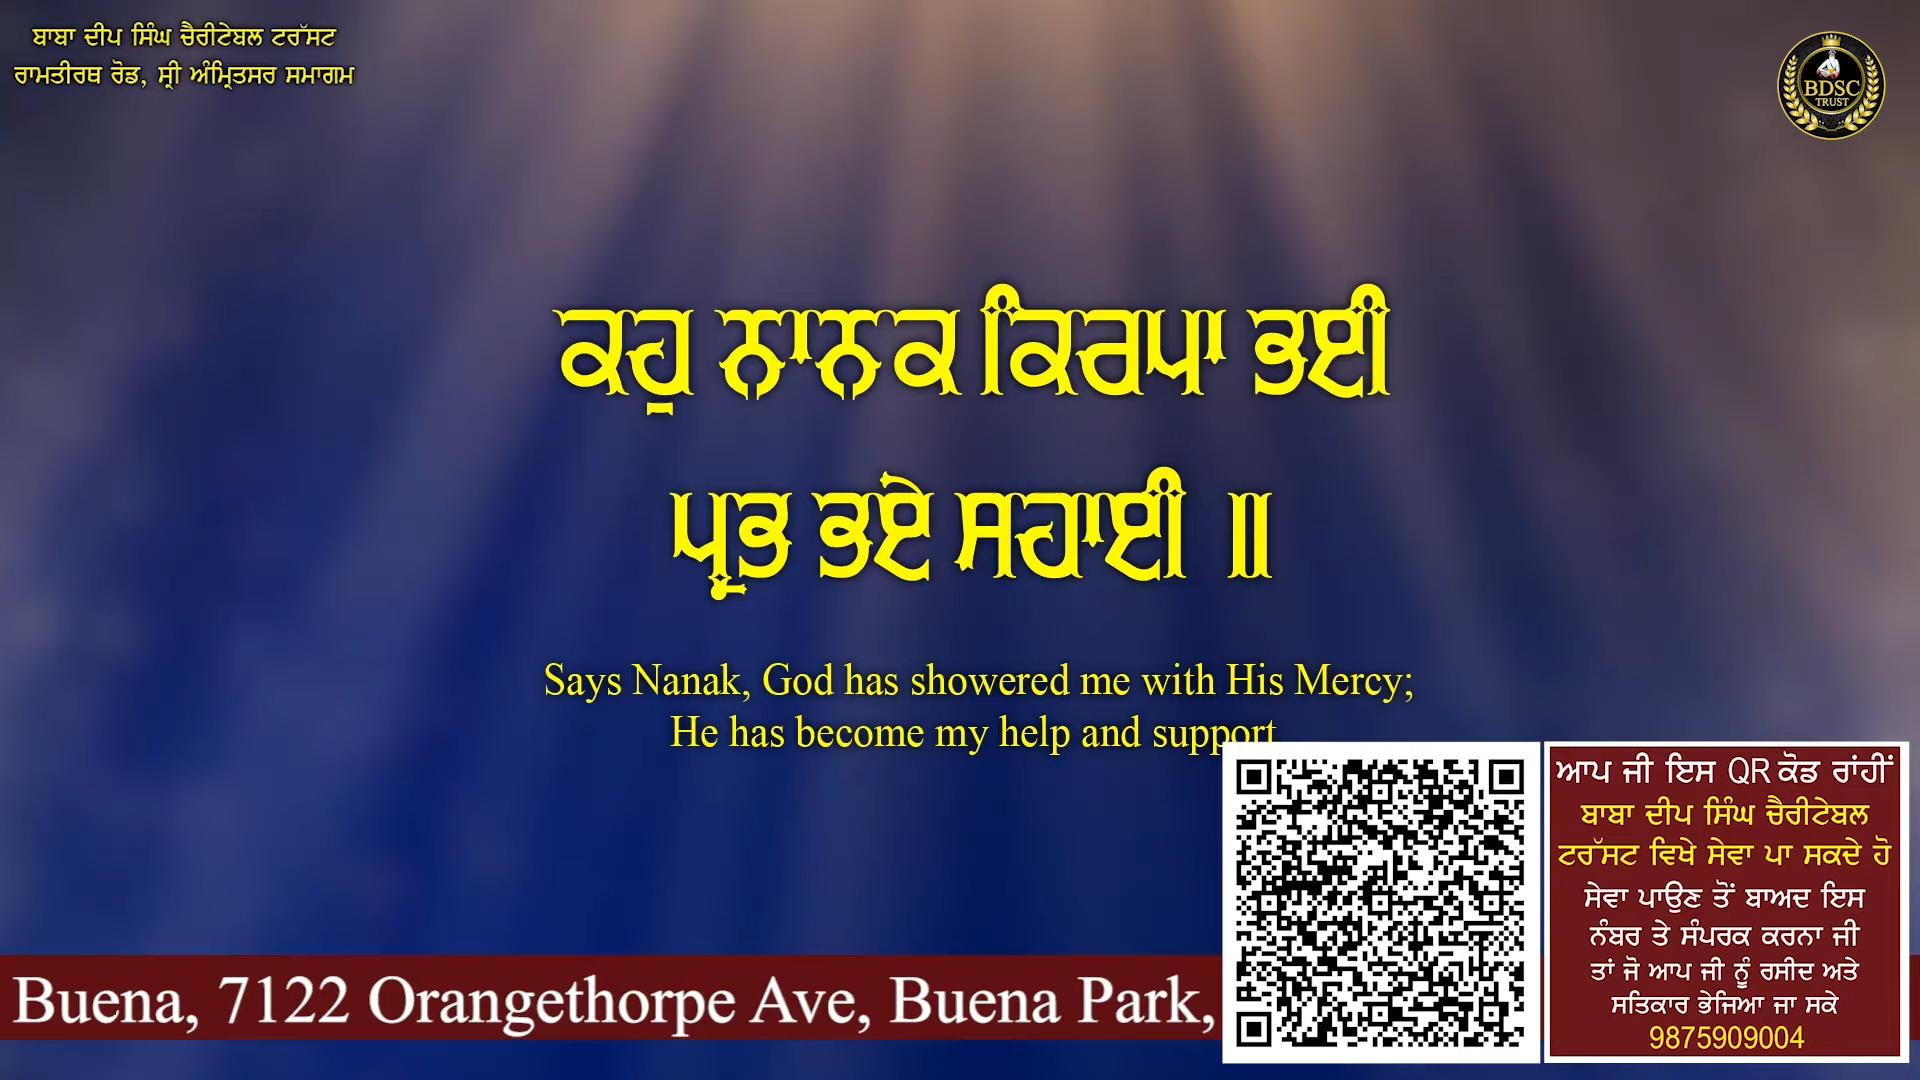 ਬਾਬਾ ਦੀਪ ਸਿੰਘ ਚੈਰੀਟੇਬਲ ਟਰੱਸਟ
ਰਾਮਤੀਰਥ ਰੋਡ, ਸ੍ਰੀ ਅੰਮ੍ਰਿਤਸਰ ਸਮਾਗਮ
BDSC
TRUST
ਕਹੁ ਨਾਨਕ ਕਿਰਪਾ ਭਈ
ਪ੍ਰਭ ਭਏ ਸਹਾਈ ॥
Says Nanak, God has showered me with His Mercy;
He has become my help and support
ਆਪ ਜੀ ਇਸ QR ਕੋਡ ਰਾਂਹੀਂ
ਬਾਬਾ ਦੀਪ ਸਿੰਘ ਚੈਰੀਟੇਬਲ
ਟਰੱਸਟ ਵਿਖੇ ਸੇਵਾ ਪਾ ਸਕਦੇ ਹੋ
ਸੇਵਾ ਪਾਉਣ ਤੋਂ ਬਾਅਦ ਇਸ
ਨੰਬਰ ਤੇ ਸੰਪਰਕ ਕਰਨਾ ਜੀ
ਤਾਂ ਜੋ ਆਪ ਜੀ ਨੂੰ ਰਸੀਦ ਅਤੇ
ਸਤਿਕਾਰ ਭੇਜਿਆ ਜਾ ਸਕੇ
9875909004
Buena, 7122 Orangethorpe Ave, Buena Park,